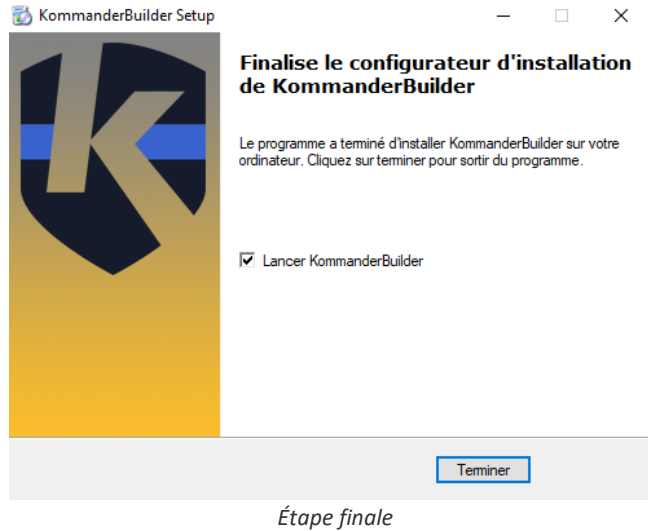 KommanderBuilder Setup
Finalise le configurateur d'installation
de KommanderBuilder
Le programme a terminé d'installer KommanderBuilder sur votre
ordinateur. Cliquez sur terminer pour sortir du programme.
Lancer KommanderBuilder
Terminer
Étape finale